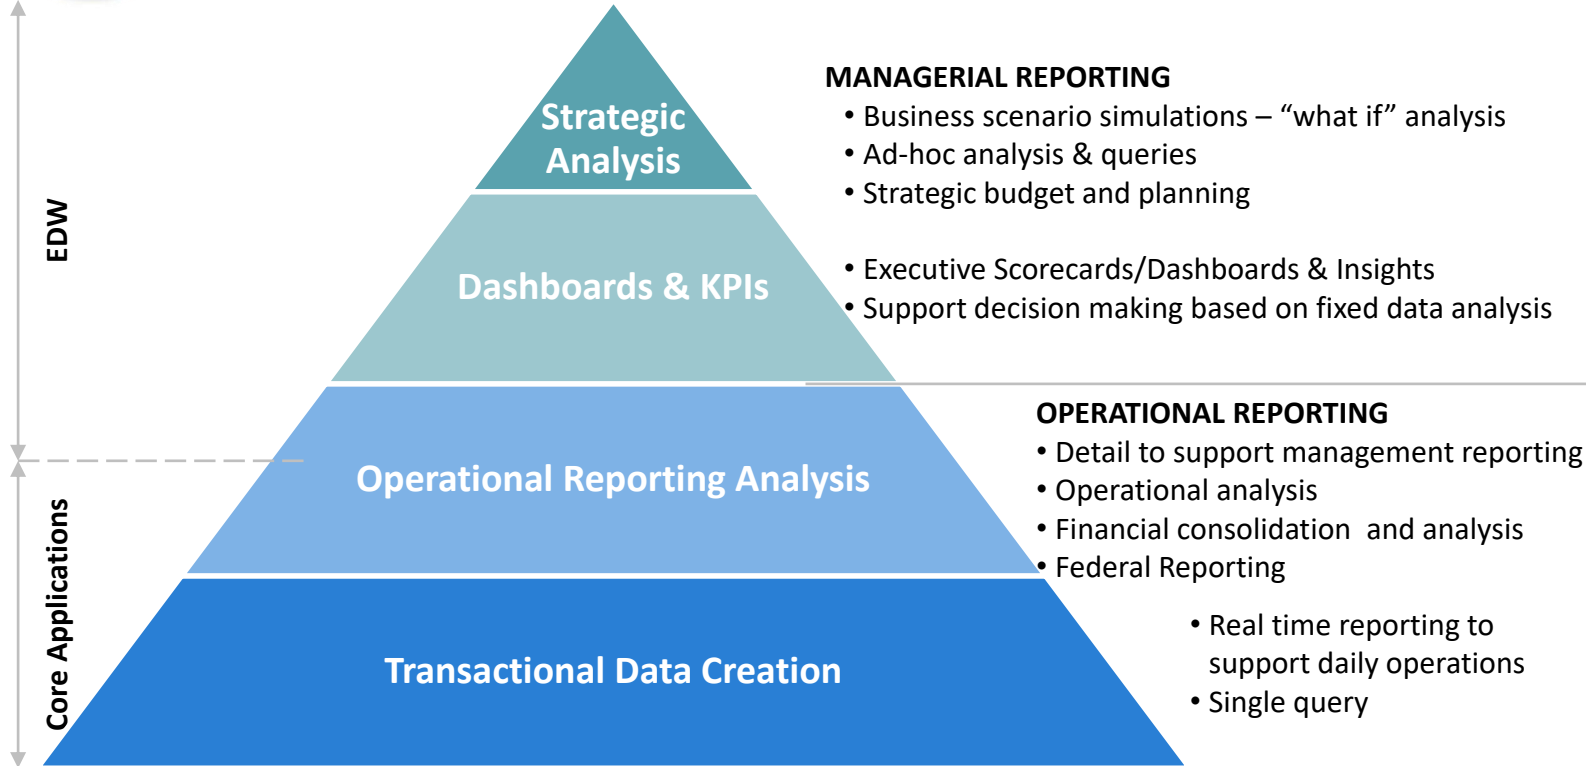 EDW
Core Applications
Strategic
Analysis
Dashboards & KPIs
Operational Reporting Analysis
Transactional Data Creation
MANAGERIAL REPORTING
• Business scenario simulations – “what if” analysis
• Ad-hoc analysis & queries
• Strategic budget and planning
• Executive Scorecards/Dashboards & Insights
• Support decision making based on fixed data analysis
OPERATIONAL REPORTING
• Detail to support management reporting
• Operational analysis
• Financial consolidation  and analysis
• Federal Reporting
• Real time reporting to
support daily operations
• Single query